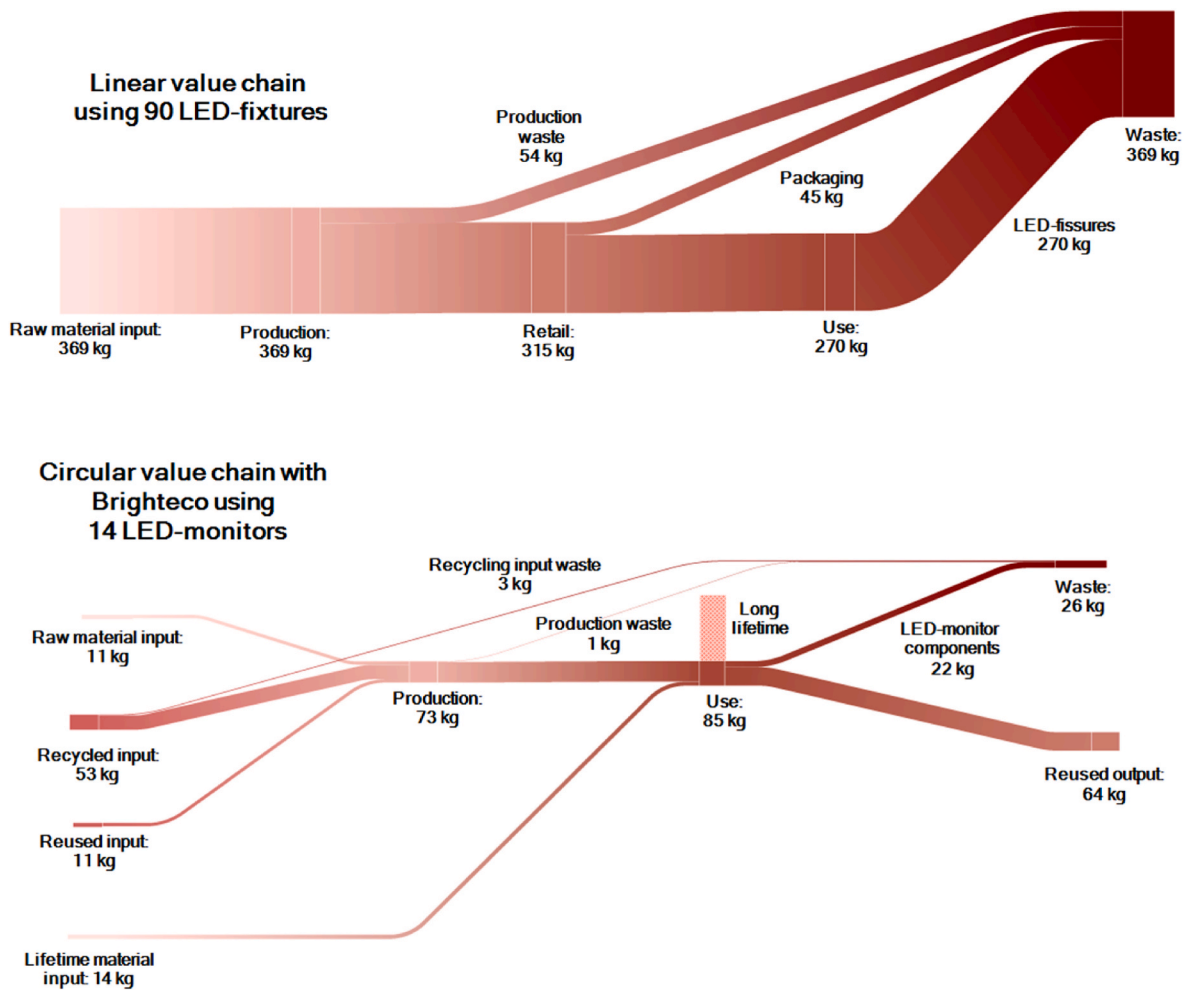 Linear value chain
using 90 LED-fixtures
Production
waste
54 kg
Packaging
45 kg
Waste:
369 kg
LED-fissures
270 kg
Raw material input:
369 kg
Production:
369 kg
Retail:
315 kg
Use:
270 kg
Circular value chain with
Brighteco using
14 LED-monitors
Recycling input waste
3 kg
Raw material input:
11 kg
Production waste
1 kg
Long
lifetime
LED-monitor
components
22 kg
Waste:
26 kg
Production:
73 kg
Use:
85 kg
Recycled input:
53 kg
Reused output:
64 kg
Reused input:
11 kg
Lifetime material
input: 14 kg